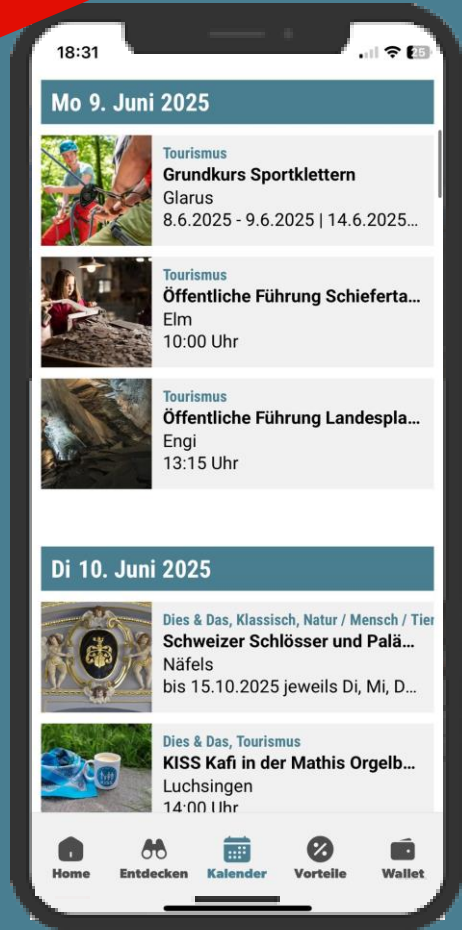 18:31
25
Mo 9. Juni 2025
Tourismus
Grundkurs Sportklettern
Glarus
8.6.2025 - 9.6.2025 | 14.6.2025...
Tourismus
Öffentliche Führung Schieferta...
Elm
10:00 Uhr
Tourismus
Öffentliche Führung Landespla...
Engi
13:15 Uhr
Di 10. Juni 2025
Dies & Das, Klassisch, Natur / Mensch / Tier
Schweizer Schlösser und Palä...
Näfels
bis 15.10.2025 jeweils Di, Mi, D...
Dies & Das, Tourismus
KISS Kafi in der Mathis Orgelb...
Luchsingen
14:00 Uhr
Home Entdecken Kalender Vorteile Wallet